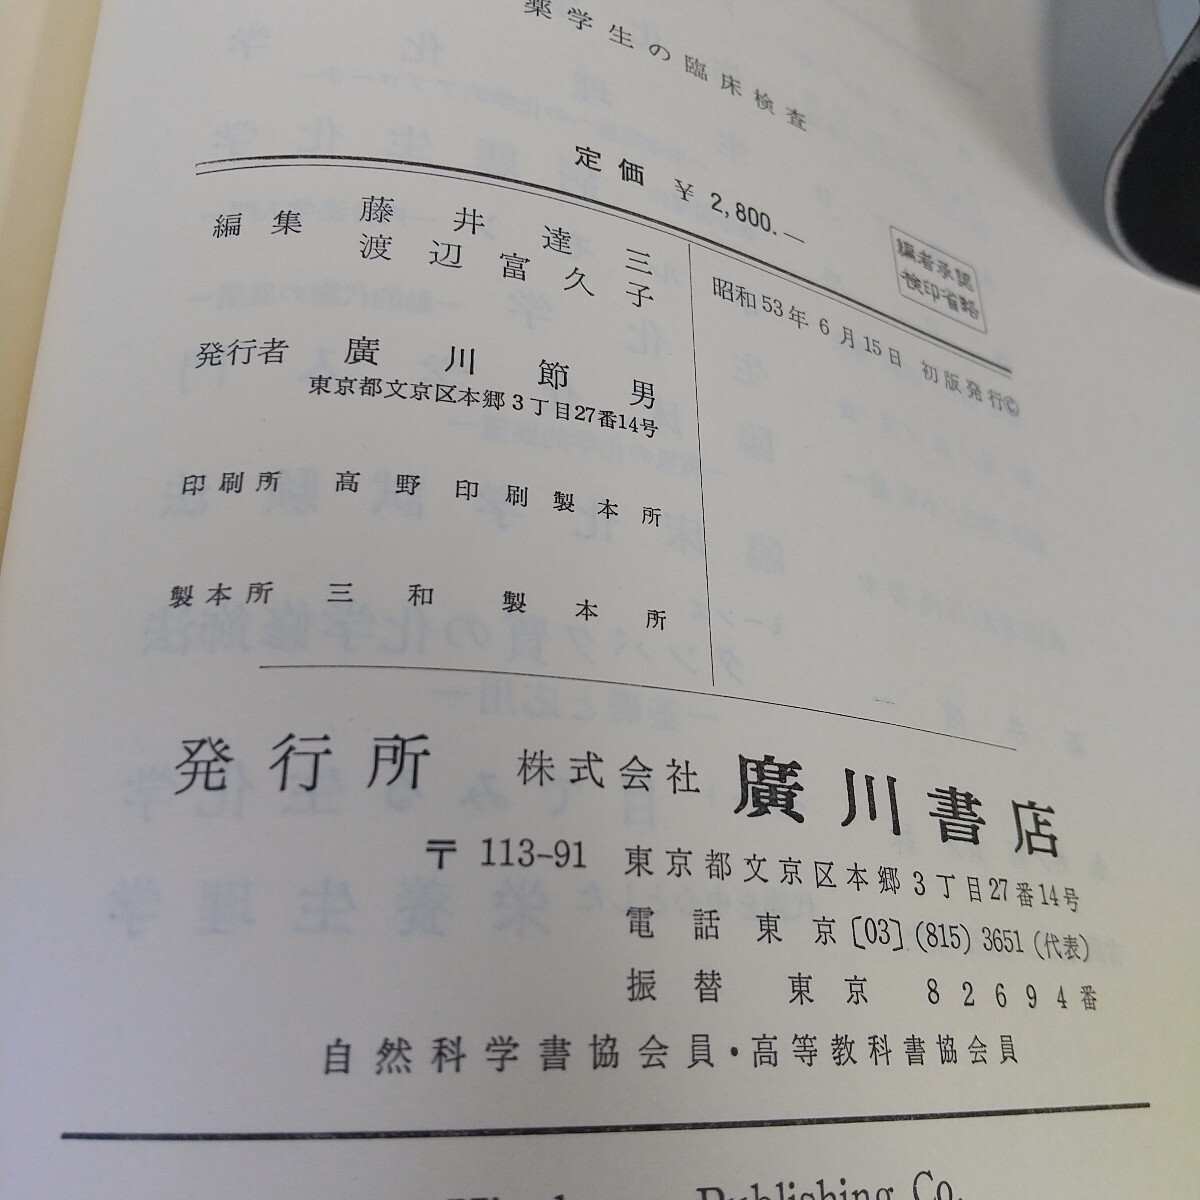 薬学生の臨床検査
定価 ¥2,800.—
編者承認
検印省略
編集 藤井達三
渡辺富久子
昭和53年6月15日 初版発行©
発行者 廣川節男
東京都文京区本郷3丁目27番14号
印刷所 高野印刷製本所
製本所 三和製本所
発行所 株式会社 廣川書店
〒113-91 東京都文京区本郷3丁目27番14号
電話東京〔03〕(815)3651(代表)
振替 東京 82694番
自然科学書協会員・高等教科書協会員
Publishing Co.